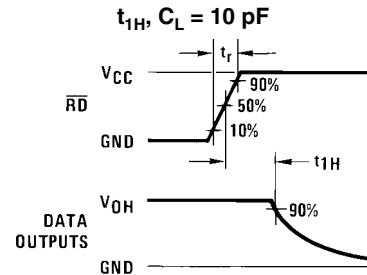 t1H, CL = 10 pF
tr
VCC
90%
RD
50%
10%
GND
t1H
VOH
90%
DATA
OUTPUTS
GND